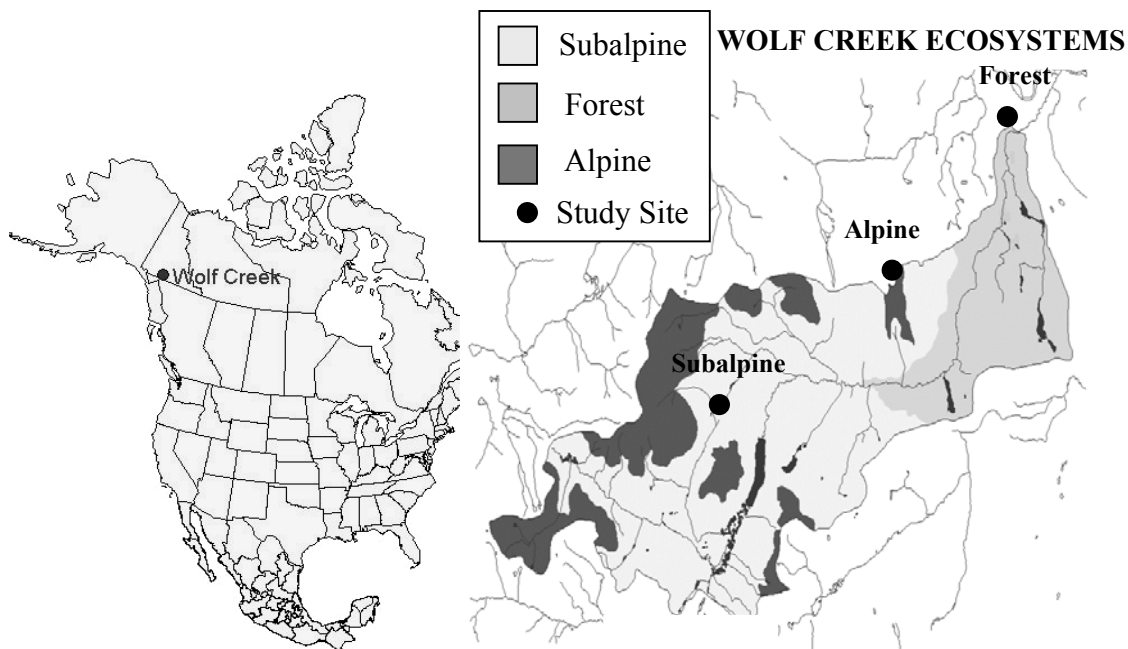 WOLF CREEK ECOSYSTEMS
Subalpine
Forest
Alpine
Study Site
Wolf Creek
Forest
Alpine
Subalpine